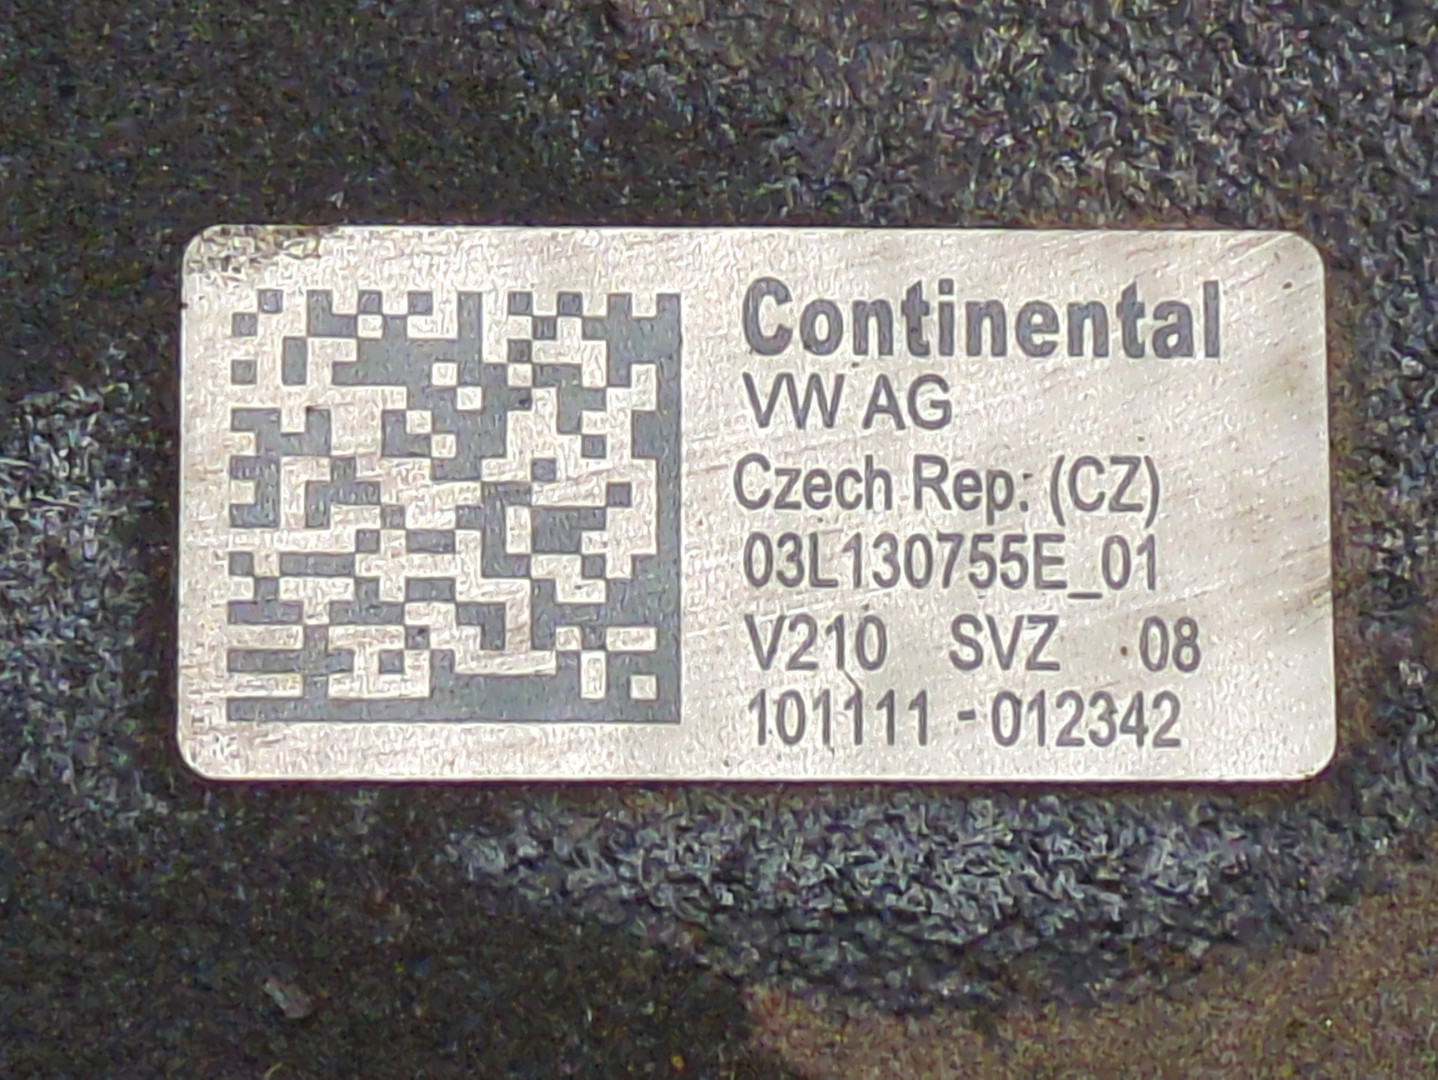 Continental
VW AG
Czech Rep. (CZ)
03L130755E_01
V210 SVZ 08
101111 - 012342